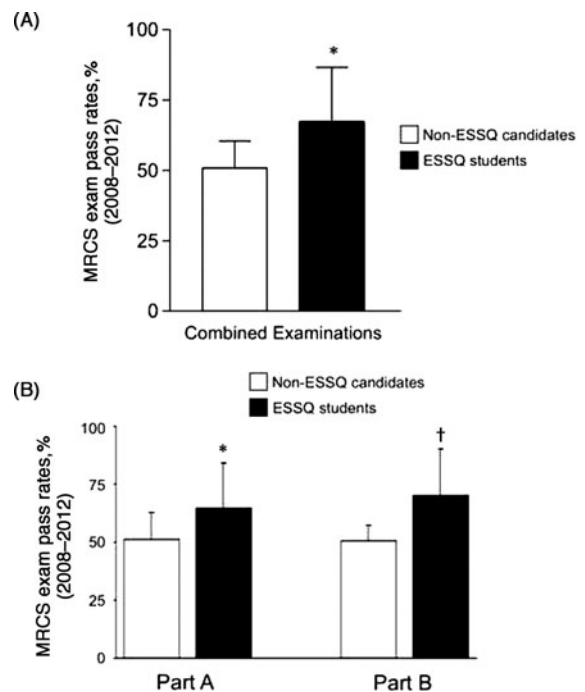 (A)
MRCS exam pass rates,%
(2008–2012)
100
75
50
25
0
*
Non-ESSQ candidates
ESSQ students
Combined Examinations
(B)
Non-ESSQ candidates
ESSQ students
MRCS exam pass rates,%
(2008–2012)
100
75
50
25
0
*
†
Part A
Part B